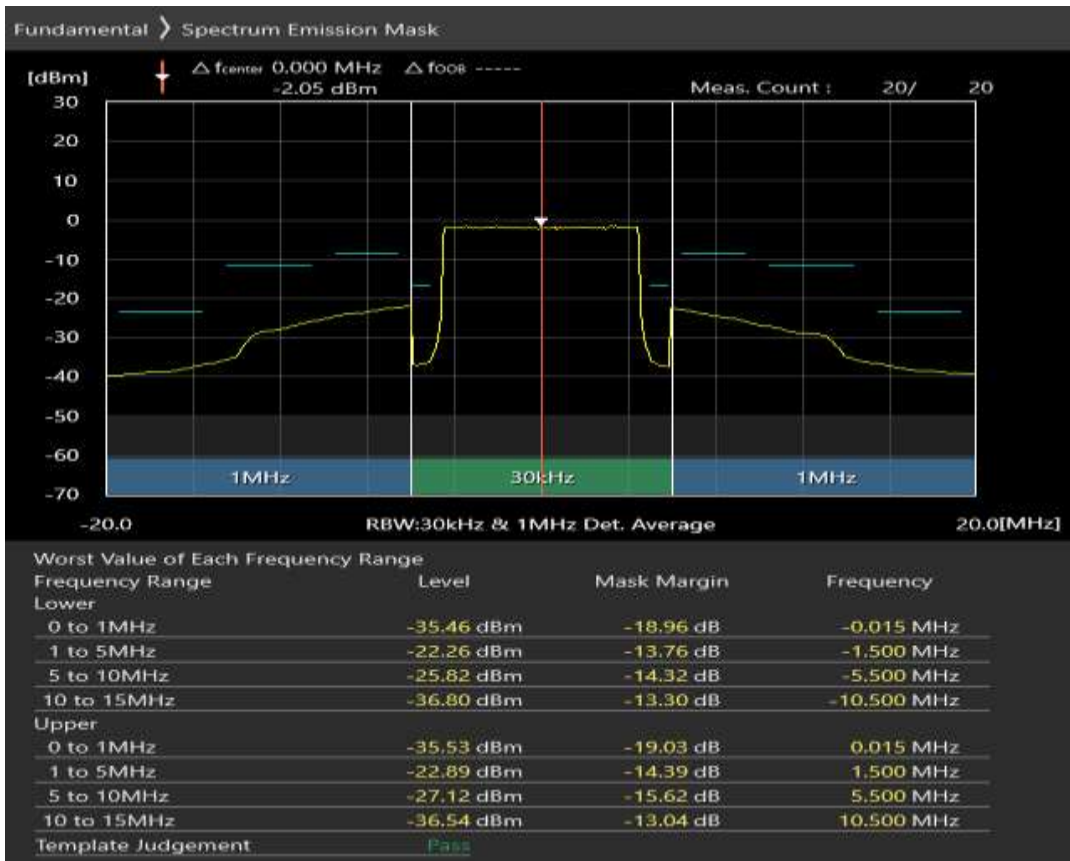 Fundamental ❯ Spectrum Emission Mask
[dBm] △ fcenter 0.000 MHz △ fOOB -----
-2.05 dBm Meas. Count : 20/ 20
30
20
10
0
-10
-20
-30
-40
-50
-60
1MHz 30kHz 1MHz
-70
-20.0 RBW:30kHz & 1MHz Det. Average 20.0[MHz]
Worst Value of Each Frequency Range
Frequency Range Level Mask Margin Frequency
Lower
0 to 1MHz -35.46 dBm -18.96 dB -0.015 MHz
1 to 5MHz -22.26 dBm -13.76 dB -1.500 MHz
5 to 10MHz -25.82 dBm -14.32 dB -5.500 MHz
10 to 15MHz -36.80 dBm -13.30 dB -10.500 MHz
Upper
0 to 1MHz -35.53 dBm -19.03 dB 0.015 MHz
1 to 5MHz -22.89 dBm -14.39 dB 1.500 MHz
5 to 10MHz -27.12 dBm -15.62 dB 5.500 MHz
10 to 15MHz -36.54 dBm -13.04 dB 10.500 MHz
Template Judgement Pass